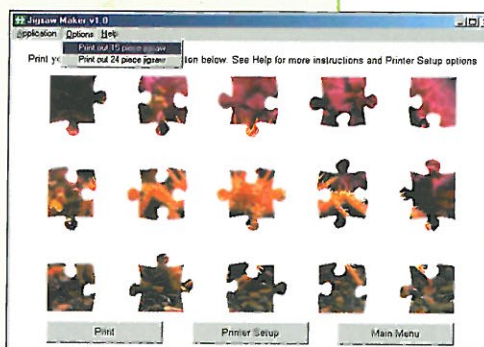 Jigsaw Maker v1.0
Application Options Help
Print out 15 piece jigsaw
Print out 24 piece jigsaw
Print yo ion below. See Help for more instructions and Printer Setup options
Print Printer Setup Main Menu